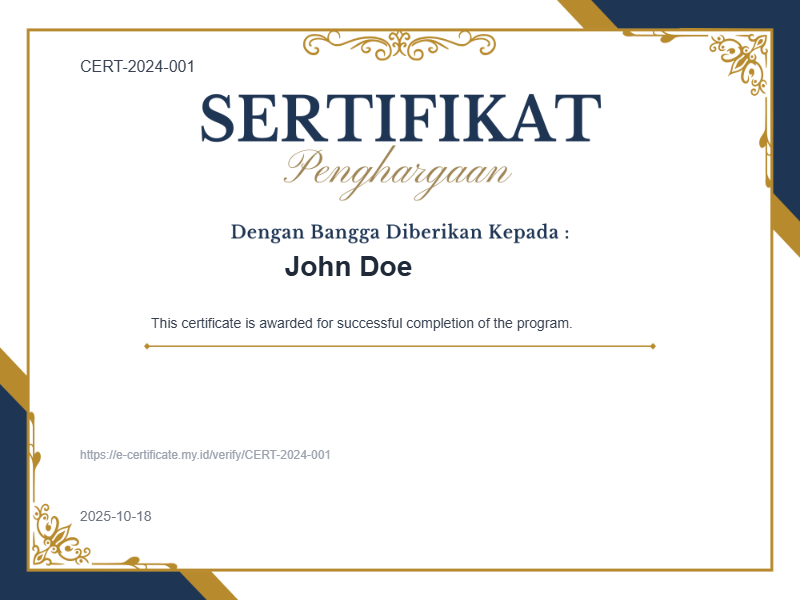 CERT-2024-001
SERTIFIKAT
Penghargaan
Dengan Bangga Diberikan Kepada :
John Doe
This certificate is awarded for successful completion of the program.
https://e-certificate.my.id/verify/CERT-2024-001
2025-10-18